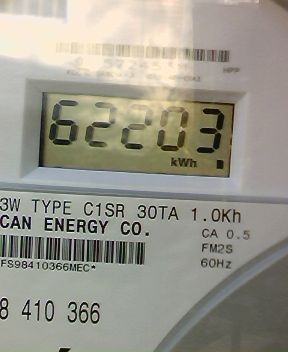 62203
kWh
3W TYPE C1SR 30TA 1.0Kh
CAN ENERGY CO.
CA 0.5
FM2S
60Hz
FS98410366MEC*
8 410 366